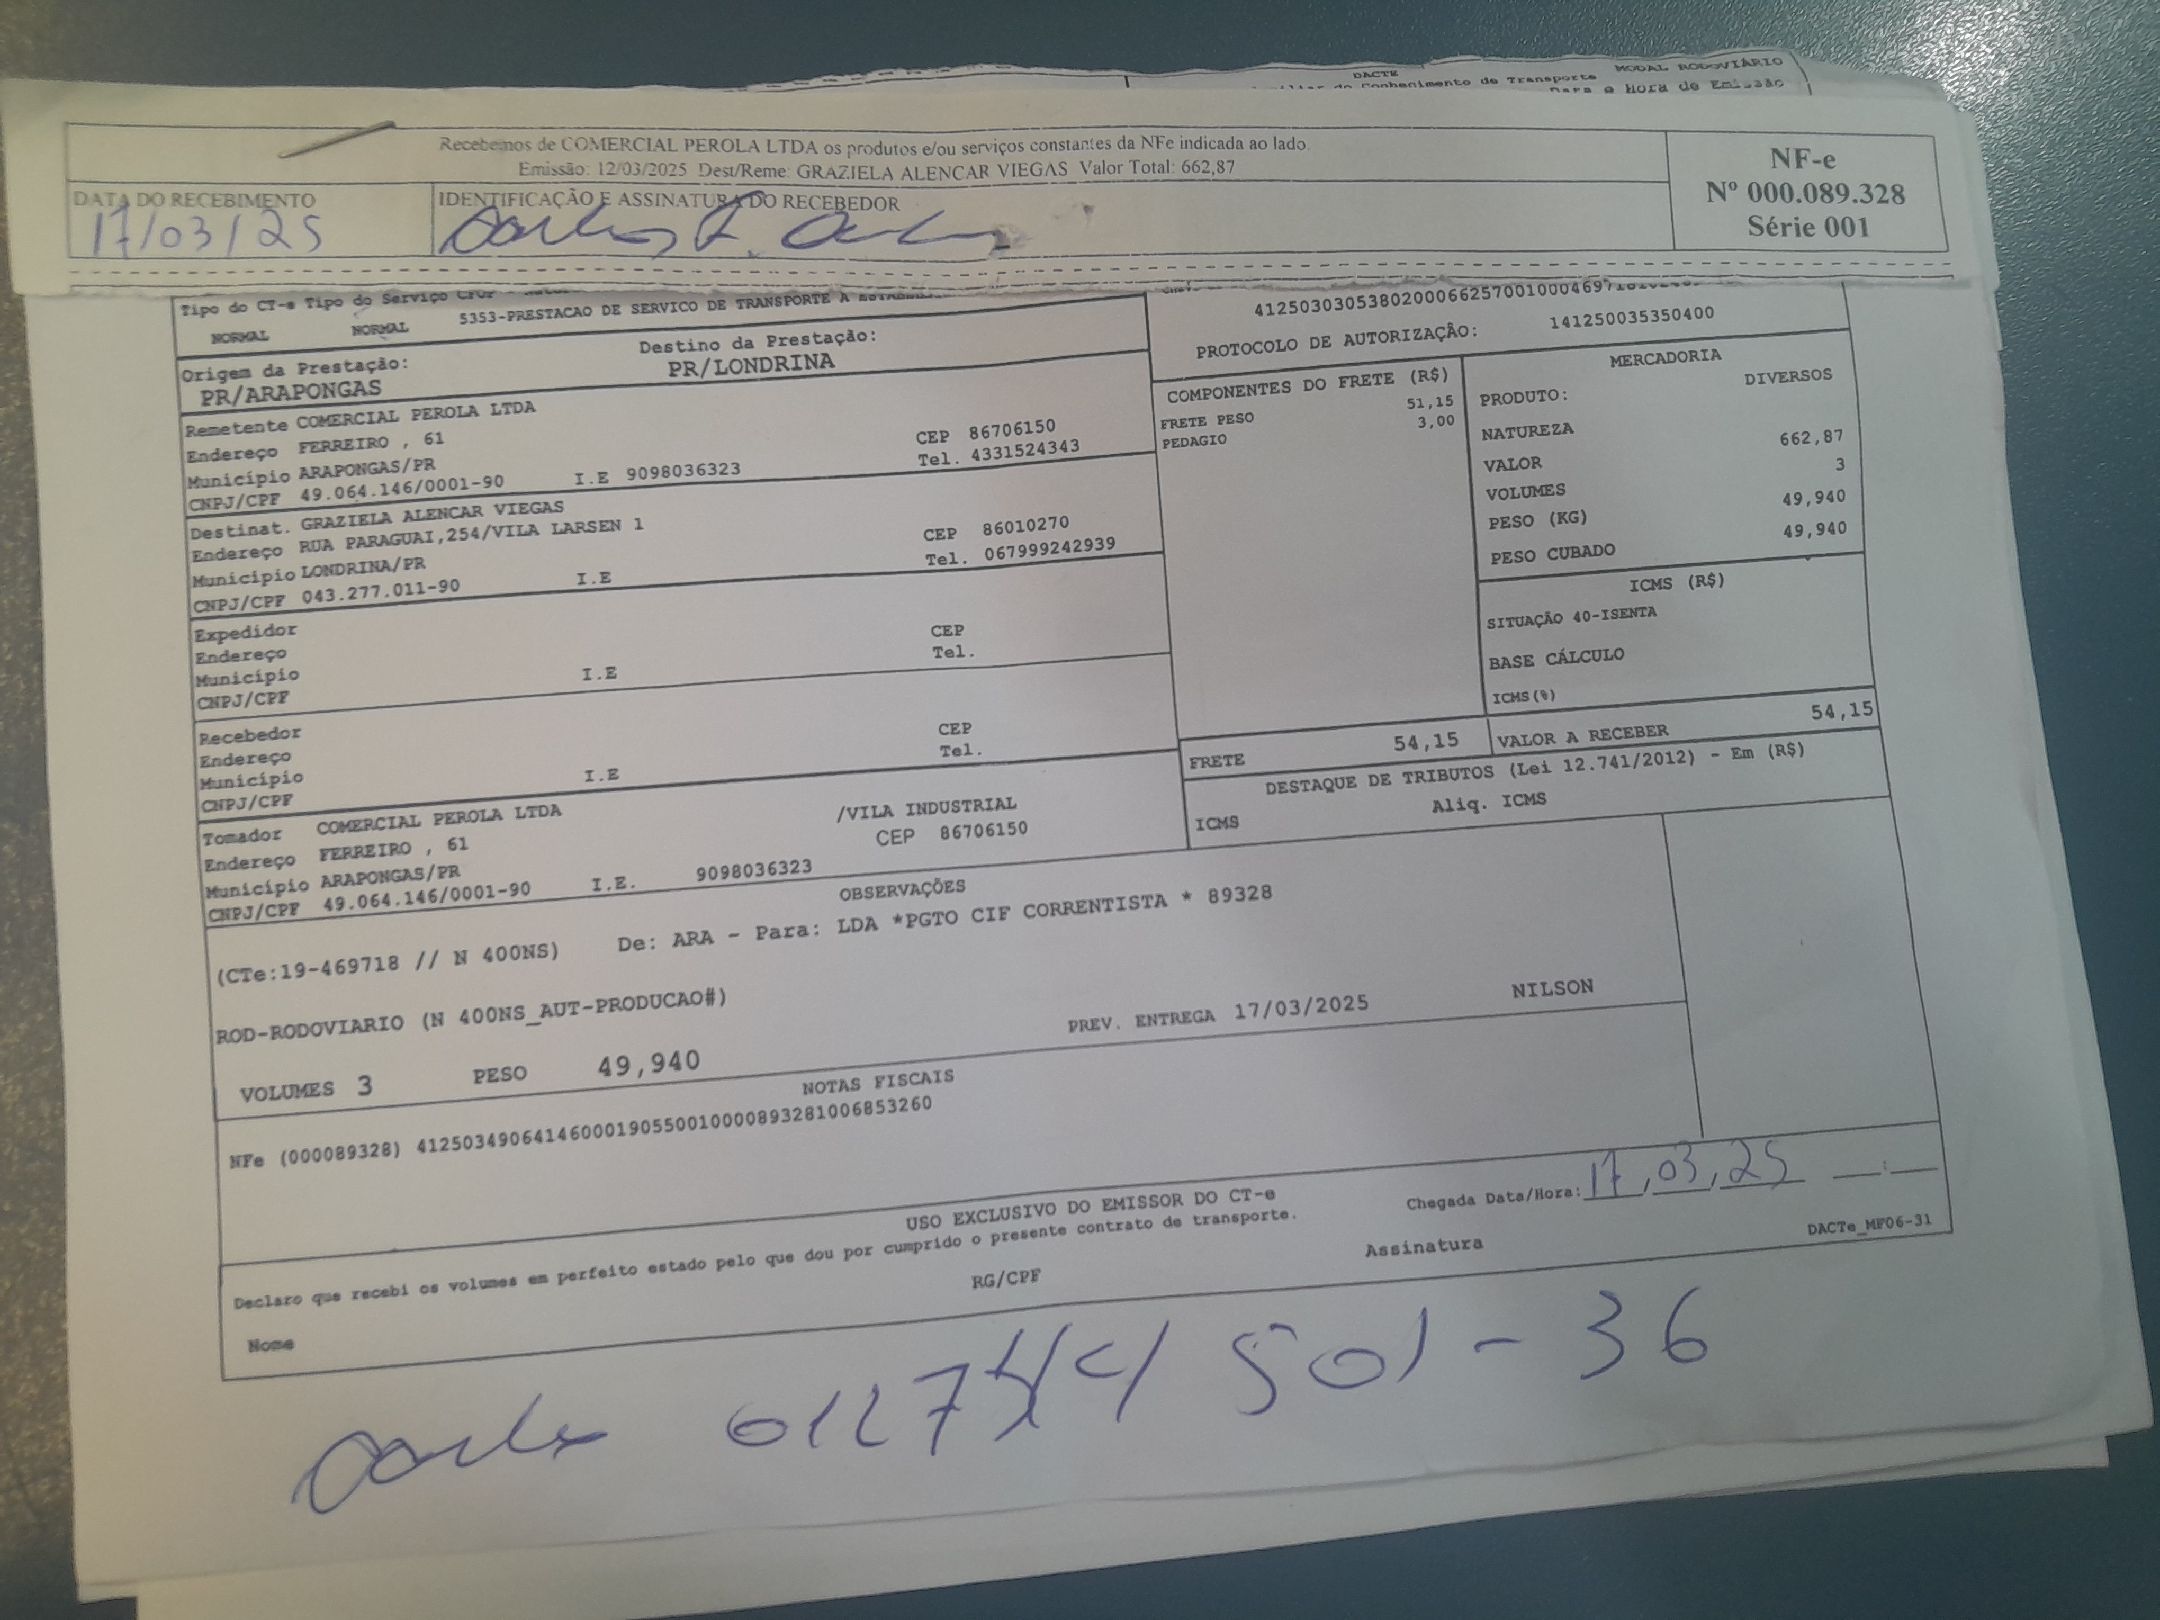 DACTE
MODAL RODOVIÁRIO
do Conhecimento de Transporte
Data e Hora de Emissão
Recebemos de COMERCIAL PEROLA LTDA os produtos e/ou serviços constantes da NFe indicada ao lado.
Emissão: 12/03/2025 Dest/Reme: GRAZIELA ALENCAR VIEGAS Valor Total: 662,87
NF-e
Nº 000.089.328
Série 001
DATA DO RECEBIMENTO
17/03/25
IDENTIFICAÇÃO E ASSINATURA DO RECEBEDOR
Tipo do CT-e Tipo do Serviço CFOP
NORMAL NORMAL 5353-PRESTACAO DE SERVICO DE TRANSPORTE A
PROTOCOLO DE AUTORIZAÇÃO: 141250035350400
Origem da Prestação: Destino da Prestação:
PR/ARAPONGAS PR/LONDRINA
Remetente COMERCIAL PEROLA LTDA
Endereço FERREIRO , 61 CEP 86706150
Município ARAPONGAS/PR Tel. 4331524343
CNPJ/CPF 49.064.146/0001-90 I.E 9098036323
Destinat. GRAZIELA ALENCAR VIEGAS
Endereço RUA PARAGUAI,254/VILA LARSEN 1 CEP 86010270
Município LONDRINA/PR Tel. 067999242939
CNPJ/CPF 043.277.011-90 I.E
Expedidor
Endereço CEP
Município Tel.
CNPJ/CPF I.E
Recebedor
Endereço CEP
Município Tel.
CNPJ/CPF I.E
Tomador COMERCIAL PEROLA LTDA
Endereço FERREIRO , 61 /VILA INDUSTRIAL
Município ARAPONGAS/PR CEP 86706150
CNPJ/CPF 49.064.146/0001-90 I.E. 9098036323
COMPONENTES DO FRETE (R$)
FRETE PESO 51,15
PEDAGIO 3,00
MERCADORIA
PRODUTO: DIVERSOS
NATUREZA
VALOR 662,87
VOLUMES 3
PESO (KG) 49,940
PESO CUBADO 49,940
ICMS (R$)
SITUAÇÃO 40-ISENTA
BASE CÁLCULO
ICMS(%)
FRETE 54,15 VALOR A RECEBER 54,15
DESTAQUE DE TRIBUTOS (Lei 12.741/2012) - Em (R$)
ICMS Aliq. ICMS
OBSERVAÇÕES
(CTe:19-469718 // N 400NS) De: ARA - Para: LDA *PGTO CIF CORRENTISTA * 89328
ROD-RODOVIARIO (N 400NS_AUT-PRODUCAO#)
PREV. ENTREGA 17/03/2025 NILSON
VOLUMES 3 PESO 49,940
NOTAS FISCAIS
NFe (000089328) 41250349064146000190550010000893281006853260
USO EXCLUSIVO DO EMISSOR DO CT-e
Declaro que recebi os volumes em perfeito estado pelo que dou por cumprido o presente contrato de transporte.
Chegada Data/Hora: 17,03,25 __:__
Nome RG/CPF Assinatura
DACTe_MF06-31
501-36